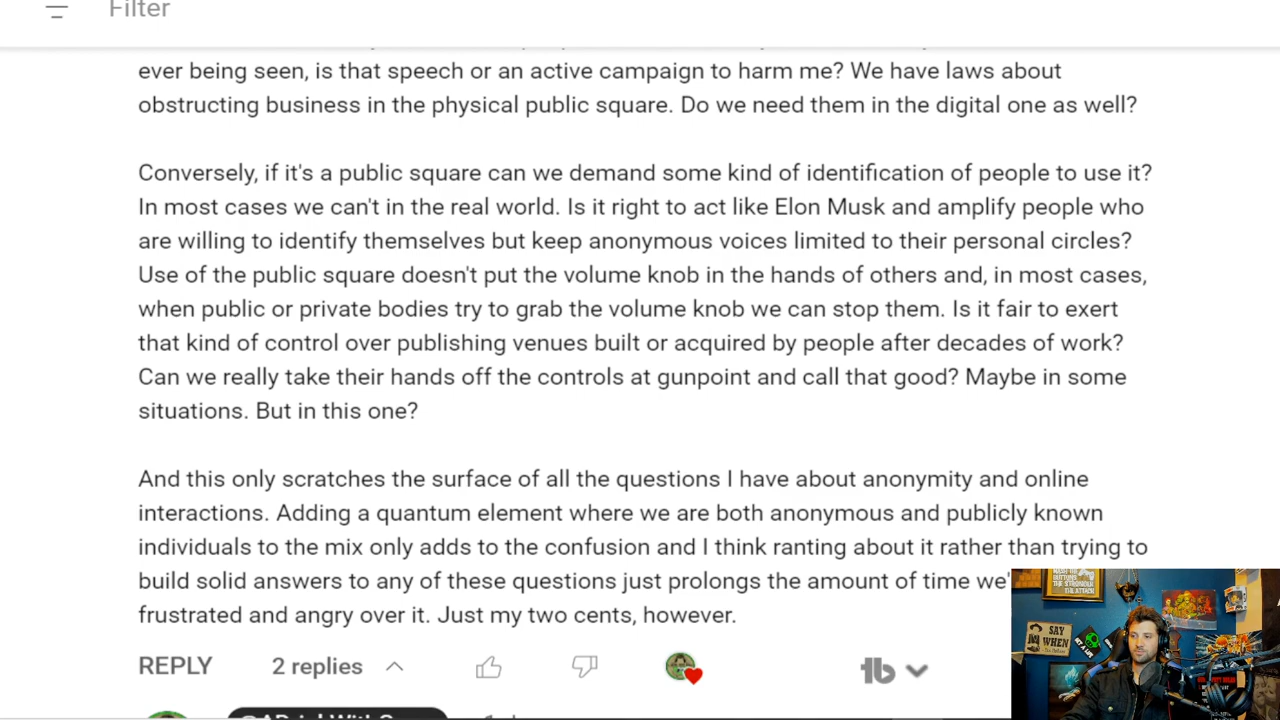 Filter
ever being seen, is that speech or an active campaign to harm me? We have laws about
obstructing business in the physical public square. Do we need them in the digital one as well?
Conversely, if it's a public square can we demand some kind of identification of people to use it?
In most cases we can't in the real world. Is it right to act like Elon Musk and amplify people who
are willing to identify themselves but keep anonymous voices limited to their personal circles?
Use of the public square doesn't put the volume knob in the hands of others and, in most cases,
when public or private bodies try to grab the volume knob we can stop them. Is it fair to exert
that kind of control over publishing venues built or acquired by people after decades of work?
Can we really take their hands off the controls at gunpoint and call that good? Maybe in some
situations. But in this one?
And this only scratches the surface of all the questions I have about anonymity and online
interactions. Adding a quantum element where we are both anonymous and publicly known
individuals to the mix only adds to the confusion and I think ranting about it rather than trying to
build solid answers to any of these questions just prolongs the amount of time we'
frustrated and angry over it. Just my two cents, however.
REPLY 2 replies
tb
SAY
WHEN
THE ATTACK